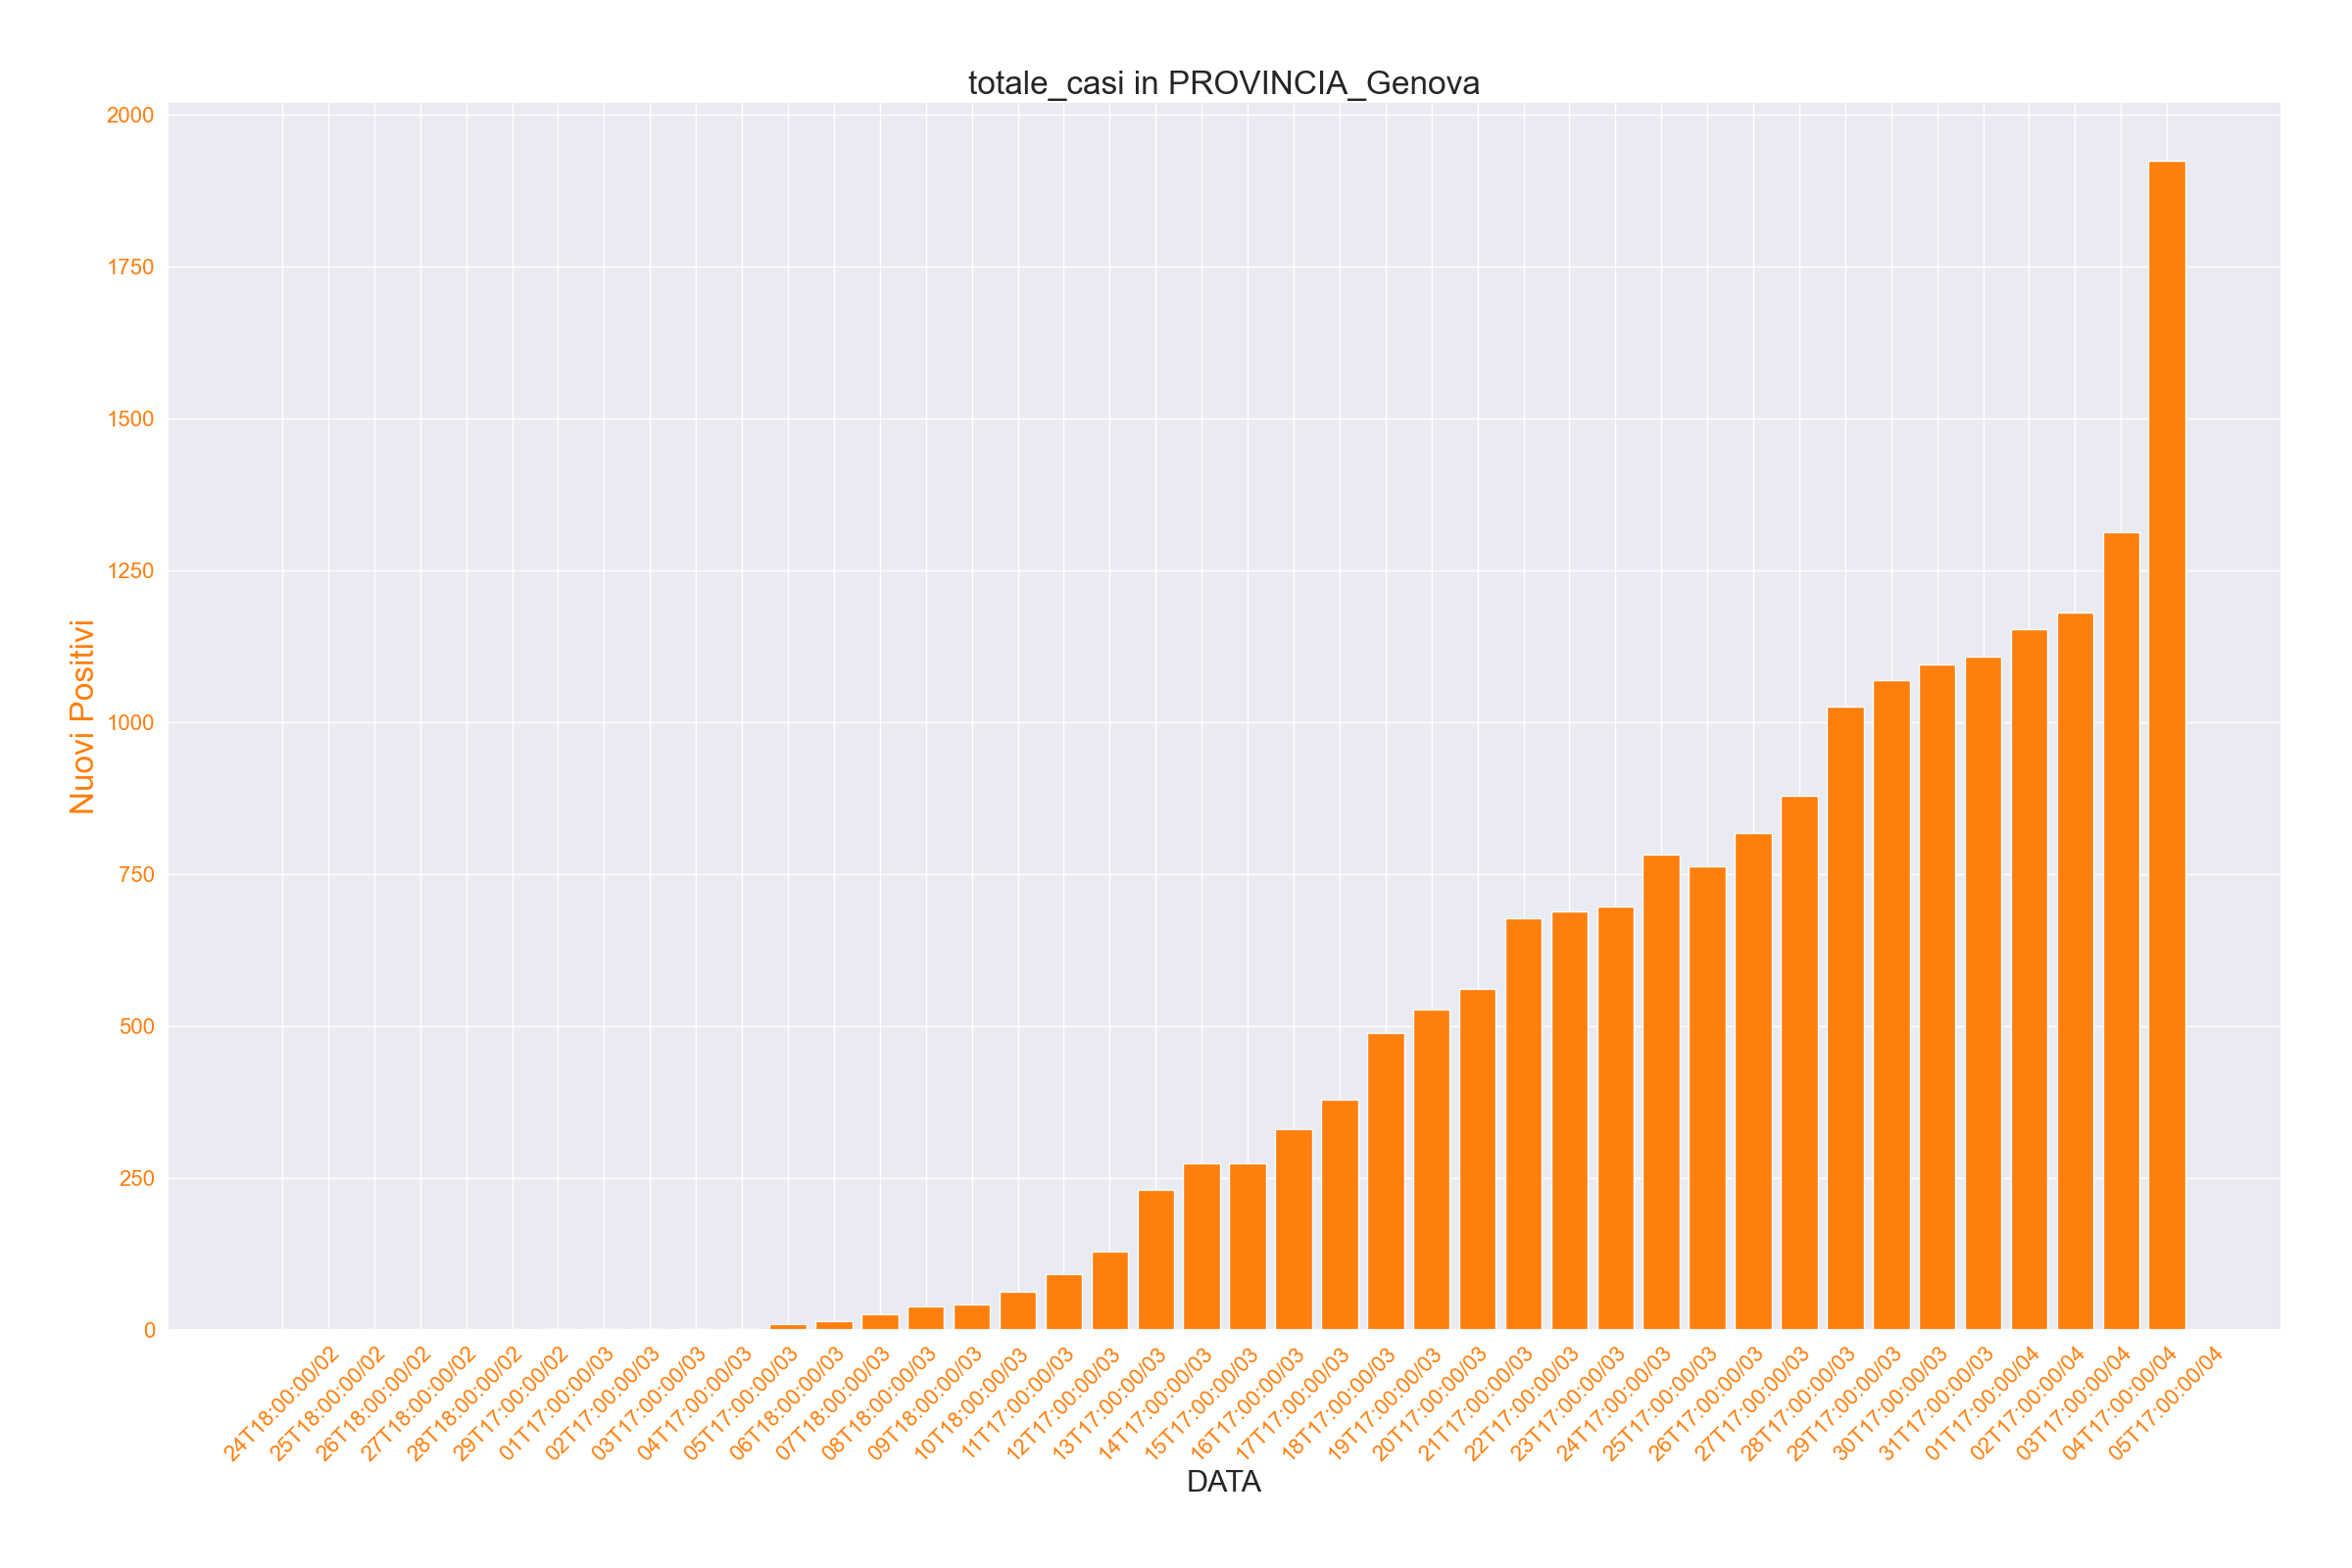 totale_casi in PROVINCIA_Genova
2000
1750
1500
1250
1000
750
500
250
0
Nuovi Positivi
24T18:00:00/02
25T18:00:00/02
26T18:00:00/02
27T18:00:00/02
28T18:00:00/02
29T17:00:00/02
01T17:00:00/03
02T17:00:00/03
03T17:00:00/03
04T17:00:00/03
05T17:00:00/03
06T18:00:00/03
07T18:00:00/03
08T18:00:00/03
09T18:00:00/03
10T18:00:00/03
11T17:00:00/03
12T17:00:00/03
13T17:00:00/03
14T17:00:00/03
15T17:00:00/03
16T17:00:00/03
17T17:00:00/03
18T17:00:00/03
19T17:00:00/03
20T17:00:00/03
21T17:00:00/03
22T17:00:00/03
23T17:00:00/03
24T17:00:00/03
25T17:00:00/03
26T17:00:00/03
27T17:00:00/03
28T17:00:00/03
29T17:00:00/03
30T17:00:00/03
31T17:00:00/03
01T17:00:00/04
02T17:00:00/04
03T17:00:00/04
04T17:00:00/04
05T17:00:00/04
DATA